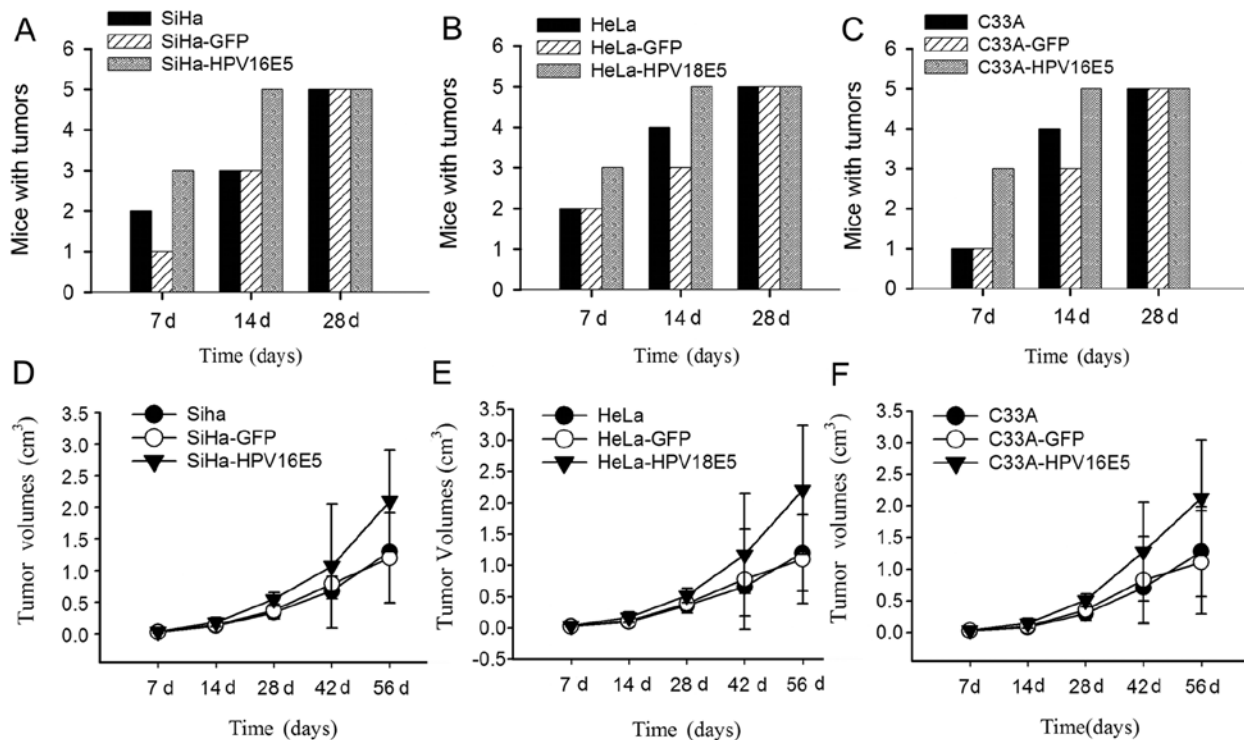 A
SiHa
SiHa-GFP
SiHa-HPV16E5
Mice with tumors
6
5
4
3
2
1
0
7 d 14 d 28 d
Time (days)
B
HeLa
HeLa-GFP
HeLa-HPV18E5
Mice with tumors
6
5
4
3
2
1
0
7 d 14 d 28 d
Time (days)
C
C33A
C33A-GFP
C33A-HPV16E5
Mice with tumors
6
5
4
3
2
1
0
7 d 14 d 28 d
Time (days)
D
Siha
SiHa-GFP
SiHa-HPV16E5
Tumor volumes (cm³)
3.5
3.0
2.5
2.0
1.5
1.0
0.5
0.0
7 d 14 d 28 d 42 d 56 d
Time (days)
E
HeLa
HeLa-GFP
HeLa-HPV18E5
Tumor Volumes (cm³)
3.5
3.0
2.5
2.0
1.5
1.0
0.5
0.0
-0.5
7 d 14 d 28 d 42 d 56 d
Time (days)
F
C33A
C33A-GFP
C33A-HPV16E5
Tumor volumes (cm³)
3.5
3.0
2.5
2.0
1.5
1.0
0.5
0.0
7d 14 d 28 d 42 d 56 d
Time(days)